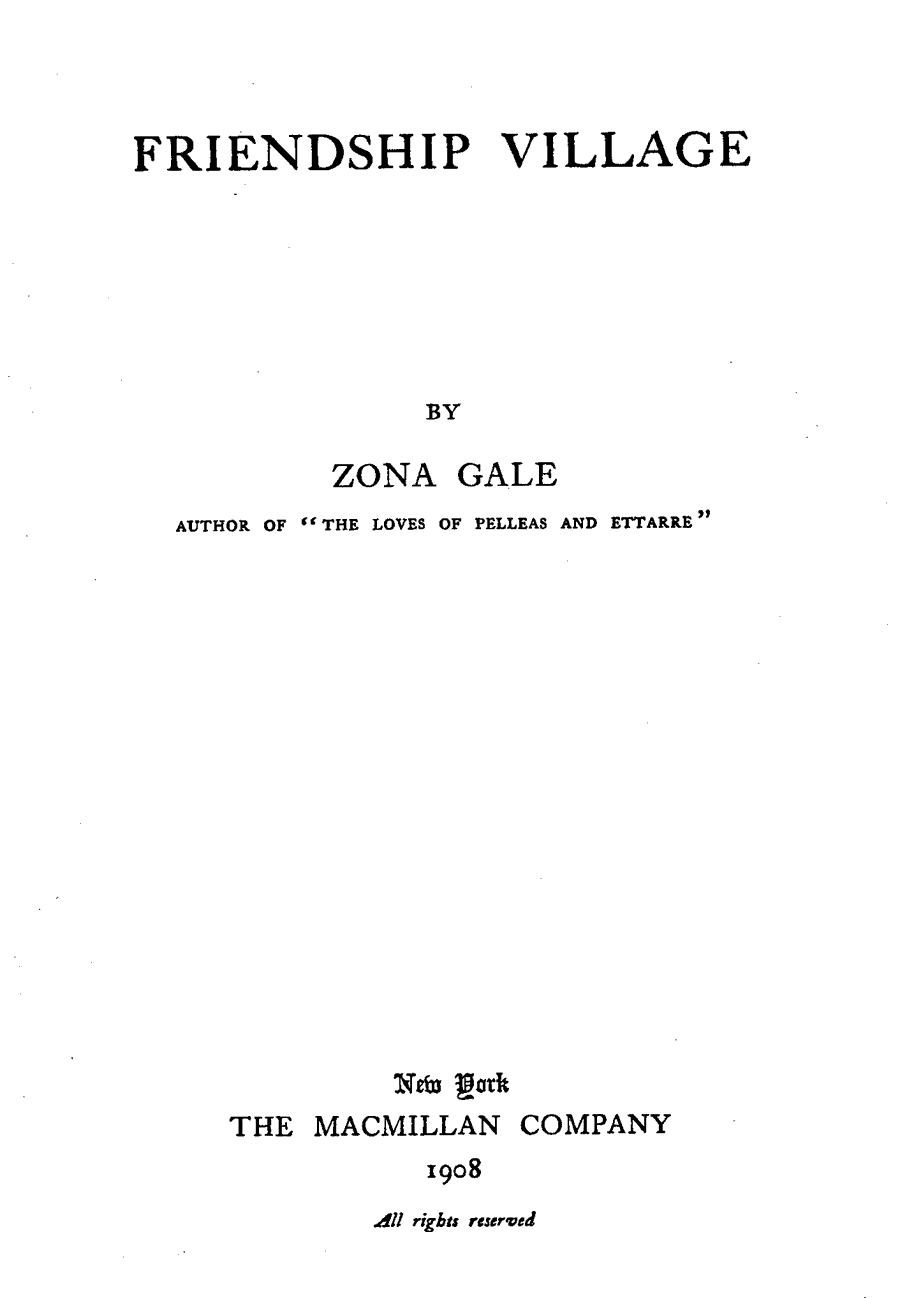 FRIENDSHIP VILLAGE
BY
ZONA GALE
AUTHOR OF “THE LOVES OF PELLEAS AND ETTARRE”
New York
THE MACMILLAN COMPANY
1908
All rights reserved